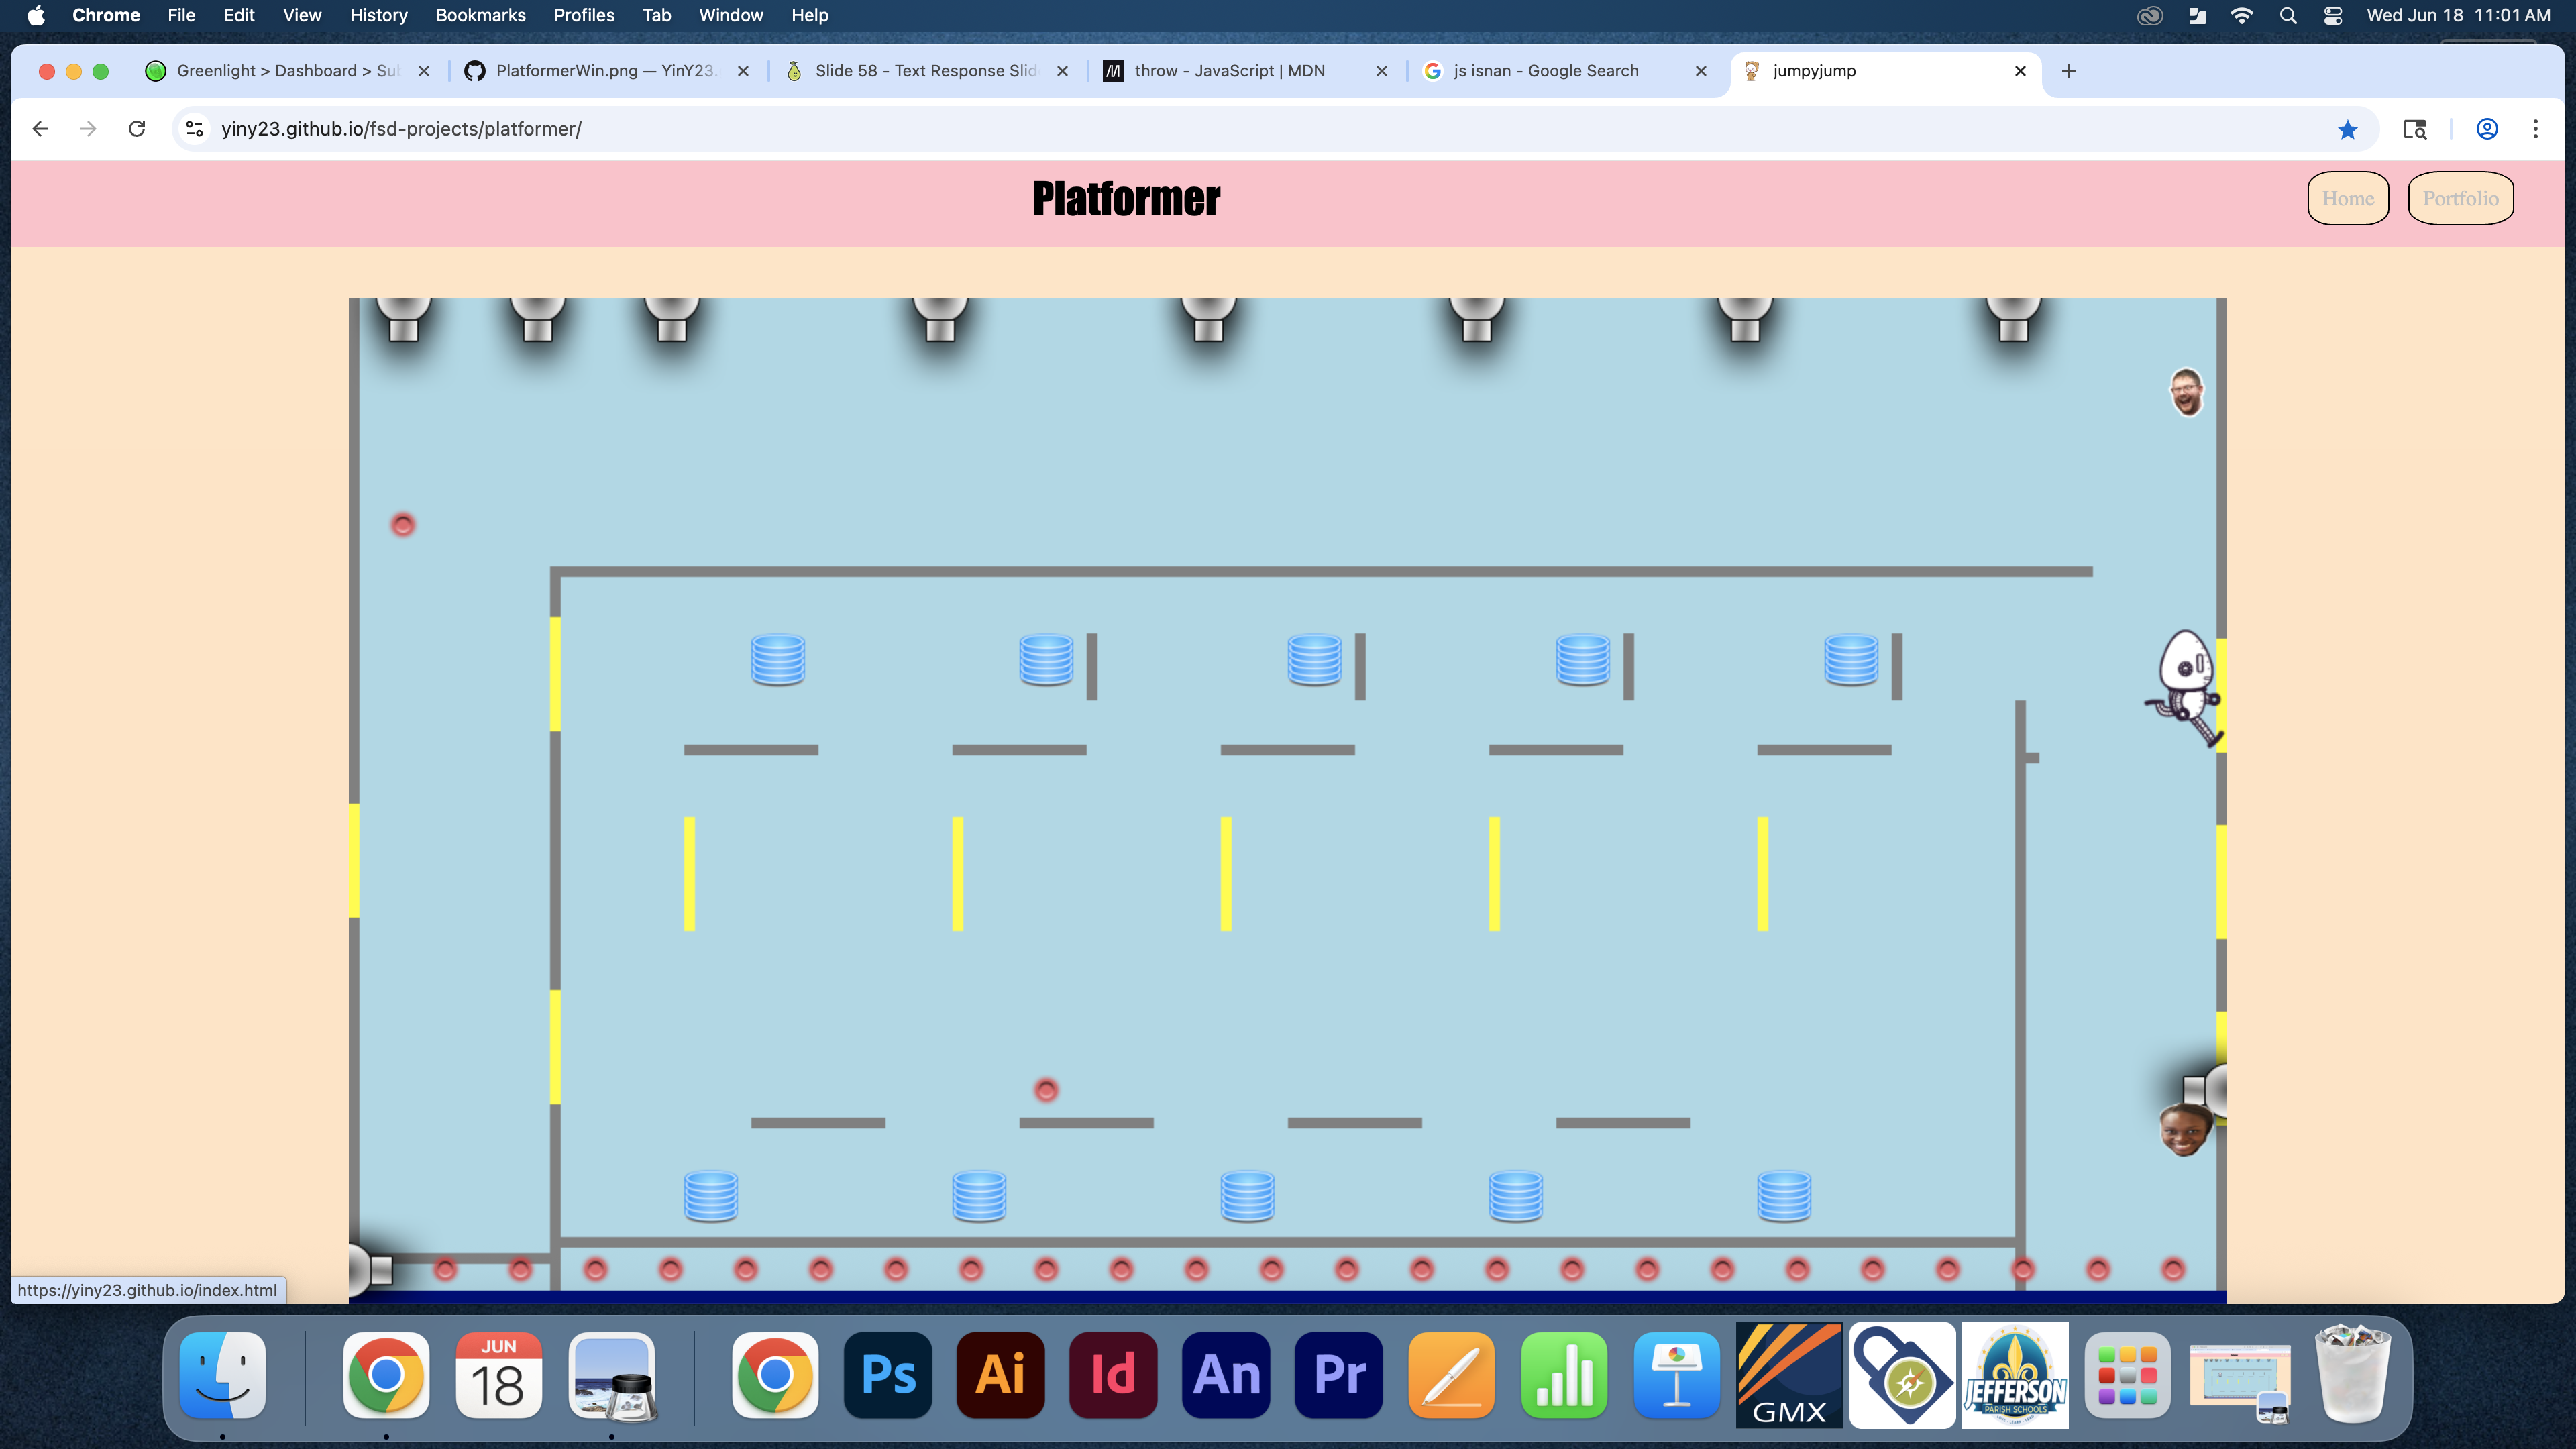 Chrome File Edit View History Bookmarks Profiles Tab Window Help Wed Jun 18 11:01 AM
Greenlight > Dashboard > Su PlatformerWin.png — YinY23. Slide 58 - Text Response Slid throw - JavaScript | MDN js isnan - Google Search jumpyjump
yiny23.github.io/fsd-projects/platformer/
Platformer Home Portfolio
https://yiny23.github.io/index.html
JUN
18 Ps Ai Id An Pr GMX JEFFERSON
PARISH SCHOOLS